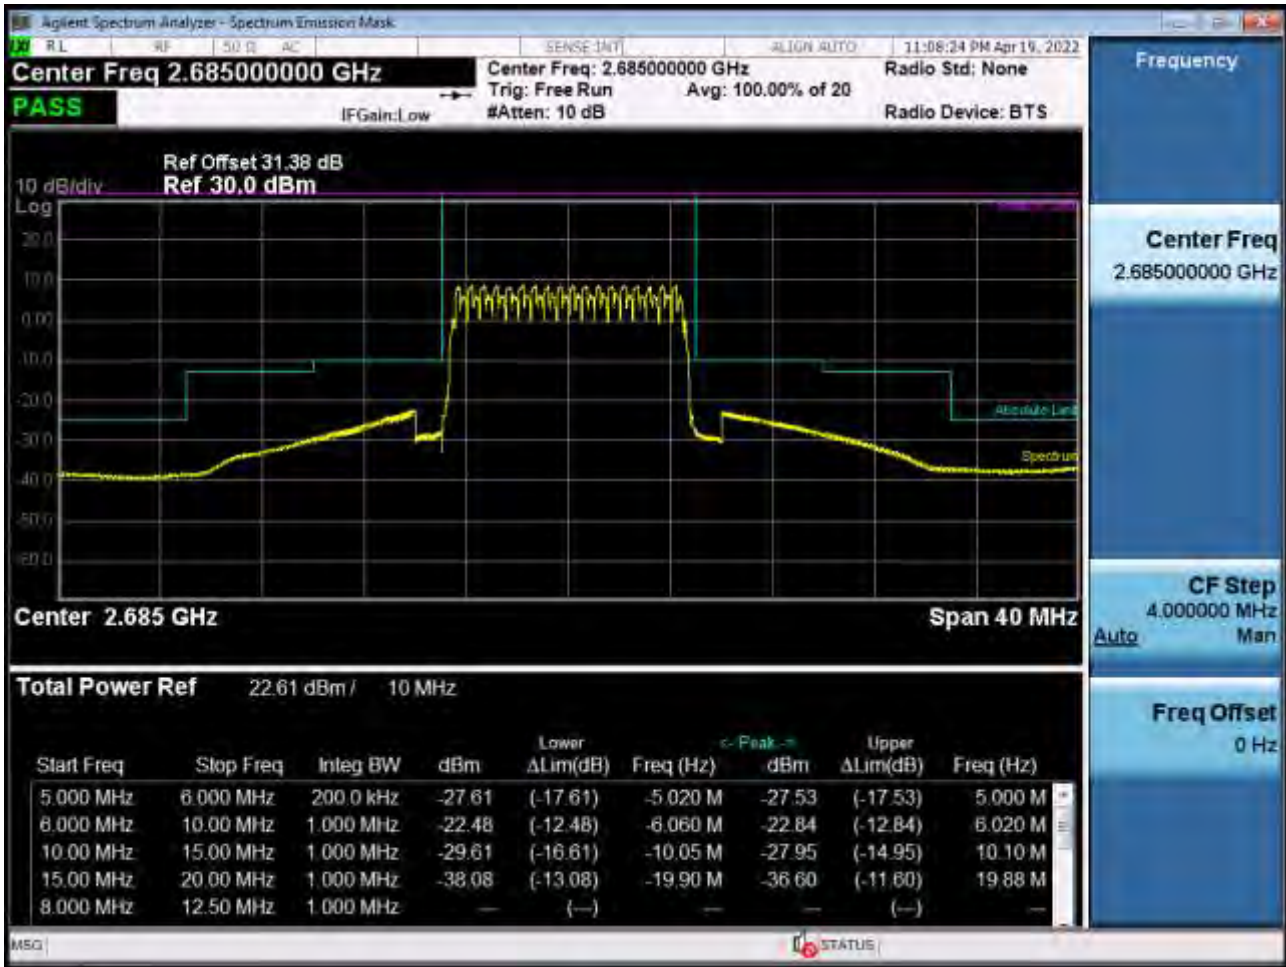 Agilent Spectrum Analyzer - Spectrum Emission Mask
LXI RL RF 50 Ω AC SENSE:INT ALIGN AUTO 11:08:24 PM Apr 19, 2022
Center Freq 2.685000000 GHz
Center Freq: 2.685000000 GHz
Radio Std: None
PASS
Trig: Free Run
Avg: 100.00% of 20
IFGain:Low
#Atten: 10 dB
Radio Device: BTS
Ref Offset 31.38 dB
10 dB/div
Ref 30.0 dBm
Log
20.0
10.0
0.00
-10.0
-20.0
-30.0
-40.0
-50.0
-60.0
Absolute Limit
Spectrum
Center 2.685 GHz
Span 40 MHz
Total Power Ref 22.61 dBm / 10 MHz
Lower <- Peak -> Upper
Start Freq Stop Freq Integ BW dBm ΔLim(dB) Freq (Hz) dBm ΔLim(dB) Freq (Hz)
5.000 MHz 6.000 MHz 200.0 kHz -27.61 (-17.61) -5.020 M -27.53 (-17.53) 5.000 M
6.000 MHz 10.00 MHz 1.000 MHz -22.48 (-12.48) -6.060 M -22.84 (-12.84) 6.020 M
10.00 MHz 15.00 MHz 1.000 MHz -29.61 (-16.61) -10.05 M -27.95 (-14.95) 10.10 M
15.00 MHz 20.00 MHz 1.000 MHz -38.08 (-13.08) -19.90 M -36.60 (-11.60) 19.88 M
8.000 MHz 12.50 MHz 1.000 MHz --- (---) --- --- (---) ---
MSG
STATUS
Frequency
Center Freq
2.685000000 GHz
CF Step
4.000000 MHz
Auto Man
Freq Offset
0 Hz